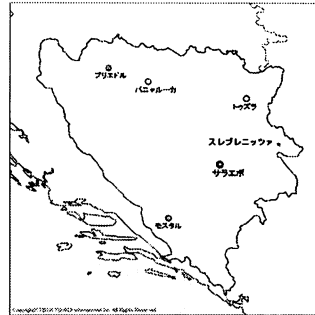 プリエドル
バニャルーカ
トゥズラ
スレブレニッツァ
サラエボ
モスタル